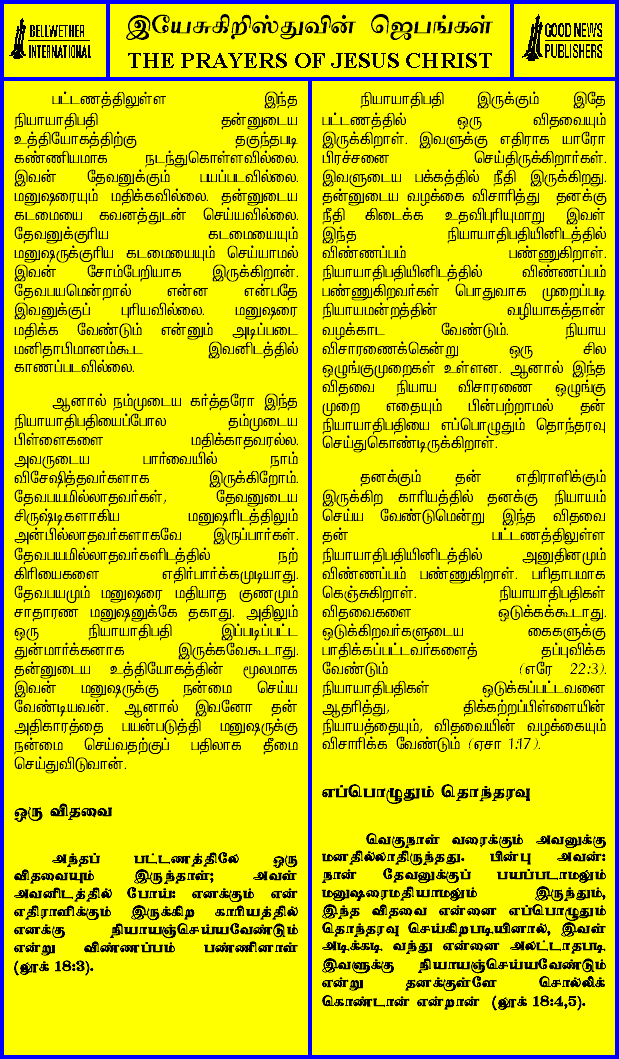 BELLWETHER
INTERNATIONAL
இயேசுகிறிஸ்துவின் ஜெபங்கள்
THE PRAYERS OF JESUS CHRIST
GOOD NEWS
PUBLISHERS
பட்டணத்திலுள்ள இந்த
நியாயாதிபதி தன்னுடைய
உத்தியோகத்திற்கு தகுந்தபடி
கண்ணியமாக நடந்துகொள்ளவில்லை.
இவன் தேவனுக்கும் பயப்படவில்லை.
மனுஷரையும் மதிக்கவில்லை. தன்னுடைய
கடமையை கவனத்துடன் செய்யவில்லை.
தேவனுக்குரிய கடமையையும்
மனுஷருக்குரிய கடமையையும் செய்யாமல்
இவன் சோம்பேறியாக இருக்கிறான்.
தேவபயமென்றால் என்ன என்பதே
இவனுக்குப் புரியவில்லை. மனுஷரை
மதிக்க வேண்டும் என்னும் அடிப்படை
மனிதாபிமானம்கூட இவனிடத்தில்
காணப்படவில்லை.
ஆனால் நம்முடைய கர்த்தரோ இந்த
நியாயாதிபதியைப்போல தம்முடைய
பிள்ளைகளை மதிக்காதவரல்ல.
அவருடைய பார்வையில் நாம்
விசேஷித்தவர்களாக இருக்கிறோம்.
தேவபயமில்லாதவர்கள், தேவனுடைய
சிருஷ்டிகளாகிய மனுஷரிடத்திலும்
அன்பில்லாதவர்களாகவே இருப்பார்கள்.
தேவபயமில்லாதவர்களிடத்தில் நற்
கிரியைகளை எதிர்பார்க்கமுடியாது.
தேவபயமும் மனுஷரை மதியாத குணமும்
சாதாரண மனுஷனுக்கே தகாது. அதிலும்
ஒரு நியாயாதிபதி இப்படிப்பட்ட
துன்மார்க்கனாக இருக்கவேகூடாது.
தன்னுடைய உத்தியோகத்தின் மூலமாக
இவன் மனுஷருக்கு நன்மை செய்ய
வேண்டியவன். ஆனால் இவனோ தன்
அதிகாரத்தை பயன்படுத்தி மனுஷருக்கு
நன்மை செய்வதற்குப் பதிலாக தீமை
செய்துவிடுவான்.
ஒரு விதவை
அந்தப் பட்டணத்திலே ஒரு
விதவையும் இருந்தாள்; அவள்
அவனிடத்தில் போய்: எனக்கும் என்
எதிராளிக்கும் இருக்கிற காரியத்தில்
எனக்கு நியாயஞ்செய்யவேண்டும்
என்று விண்ணப்பம் பண்ணினாள்
(லூக் 18:3).
நியாயாதிபதி இருக்கும் இதே
பட்டணத்தில் ஒரு விதவையும்
இருக்கிறாள். இவளுக்கு எதிராக யாரோ
பிரச்சனை செய்திருக்கிறார்கள்.
இவளுடைய பக்கத்தில் நீதி இருக்கிறது.
தன்னுடைய வழக்கை விசாரித்து தனக்கு
நீதி கிடைக்க உதவிபுரியுமாறு இவள்
இந்த நியாயாதிபதியினிடத்தில்
விண்ணப்பம் பண்ணுகிறாள்.
நியாயாதிபதியினிடத்தில் விண்ணப்பம்
பண்ணுகிறவர்கள் பொதுவாக முறைப்படி
நியாயமன்றத்தின் வழியாகத்தான்
வழக்காட வேண்டும். நியாய
விசாரணைக்கென்று ஒரு சில
ஒழுங்குமுறைகள் உள்ளன. ஆனால் இந்த
விதவை நியாய விசாரணை ஒழுங்கு
முறை எதையும் பின்பற்றாமல் தன்
நியாயாதிபதியை எப்பொழுதும் தொந்தரவு
செய்துகொண்டிருக்கிறாள்.
தனக்கும் தன் எதிராளிக்கும்
இருக்கிற காரியத்தில் தனக்கு நியாயம்
செய்ய வேண்டுமென்று இந்த விதவை
தன் பட்டணத்திலுள்ள
நியாயாதிபதியினிடத்தில் அனுதினமும்
விண்ணப்பம் பண்ணுகிறாள். பரிதாபமாக
கெஞ்சுகிறாள். நியாயாதிபதிகள்
விதவைகளை ஒடுக்கக்கூடாது.
ஒடுக்கிறவர்களுடைய கைகளுக்கு
பாதிக்கப்பட்டவர்களைத் தப்புவிக்க
வேண்டும் (எரே 22:3).
நியாயாதிபதிகள் ஒடுக்கப்பட்டவனை
ஆதரித்து, திக்கற்றப்பிள்ளையின்
நியாயத்தையும், விதவையின் வழக்கையும்
விசாரிக்க வேண்டும் (ஏசா 1:17).
எப்பொழுதும் தொந்தரவு
வெகுநாள் வரைக்கும் அவனுக்கு
மனதில்லாதிருந்தது. பின்பு அவன்:
நான் தேவனுக்குப் பயப்படாமலும்
மனுஷரைமதியாமலும் இருந்தும்,
இந்த விதவை என்னை எப்பொழுதும்
தொந்தரவு செய்கிறபடியினால், இவள்
அடிக்கடி வந்து என்னை அலட்டாதபடி
இவளுக்கு நியாயஞ்செய்யவேண்டும்
என்று தனக்குள்ளே சொல்லிக்
கொண்டான் என்றான் (லூக் 18:4,5).